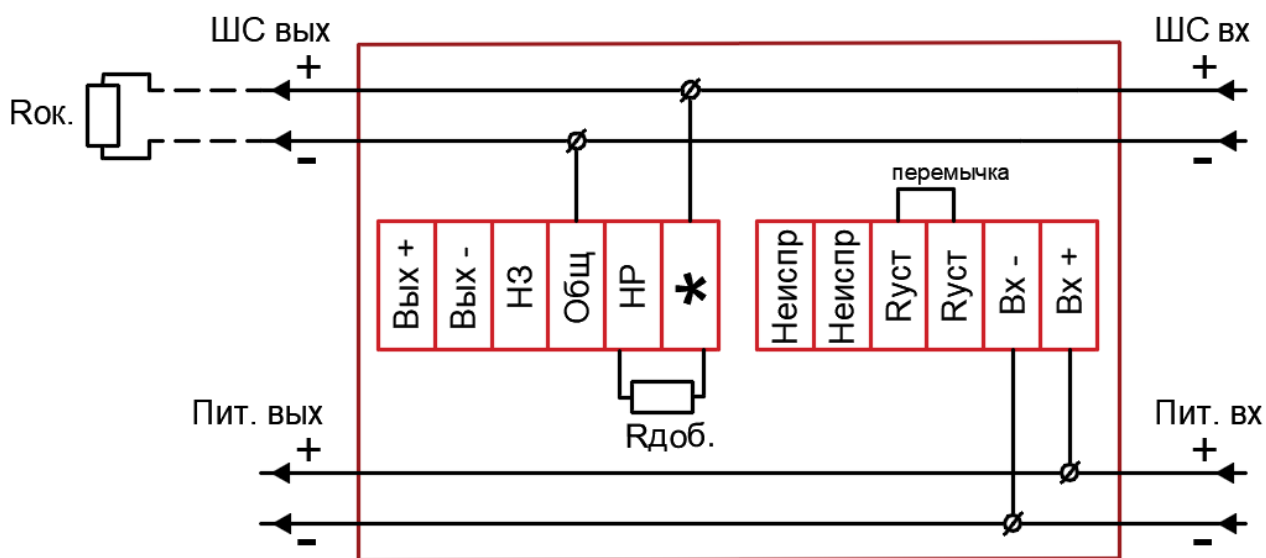 ШС вых
ШС вх
+
+
Rок.
-
-
перемычка
Вых +
Вых -
НЗ
Общ
НР
*
Неиспр
Неиспр
Rуст
Rуст
Вх -
Вх +
Rдоб.
Пит. вых
Пит. вх
+
+
-
-